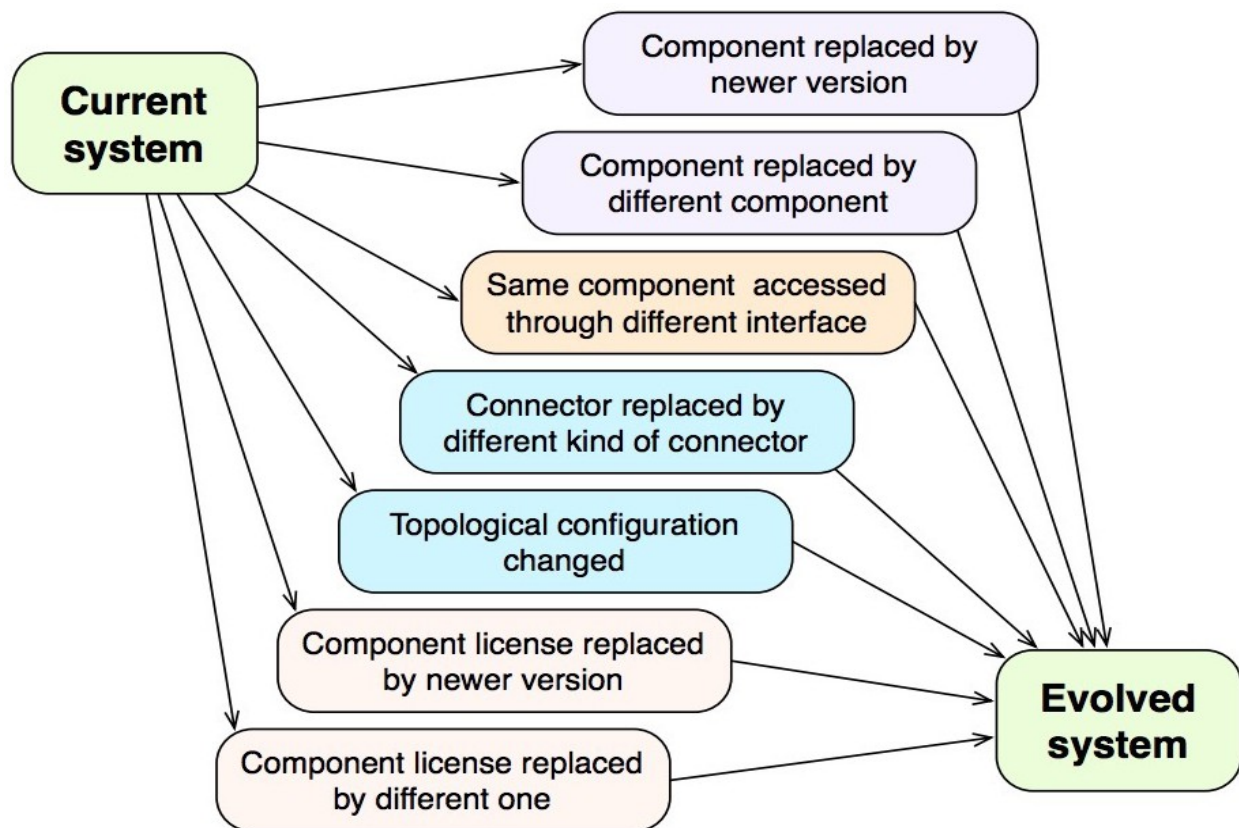 Current
system
Component replaced by
newer version
Component replaced by
different component
Same component accessed
through different interface
Connector replaced by
different kind of connector
Topological configuration
changed
Component license replaced
by newer version
Component license replaced
by different one
Evolved
system